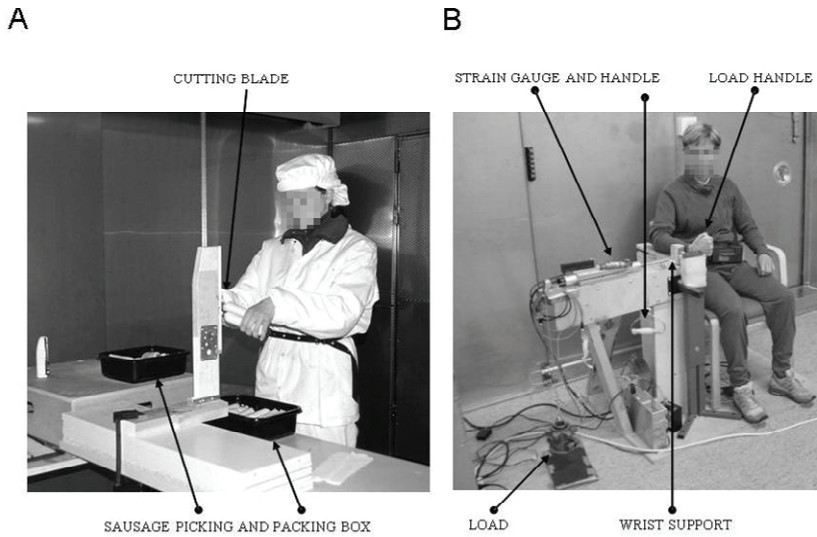 A
B
CUTTING BLADE
STRAIN GAUGE AND HANDLE
LOAD HANDLE
SAUSAGE PICKING AND PACKING BOX
LOAD
WRIST SUPPORT